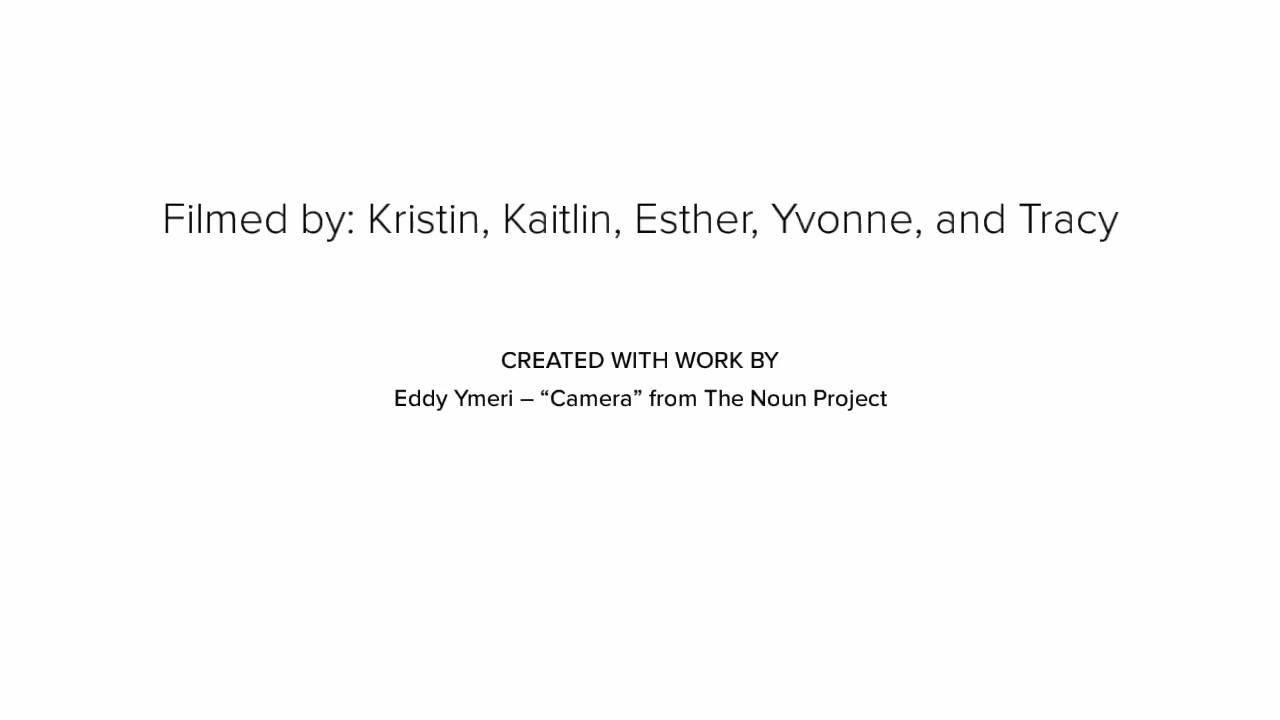 Filmed by: Kristin, Kaitlin, Esther, Yvonne, and Tracy
CREATED WITH WORK BY
Eddy Ymeri – “Camera” from The Noun Project